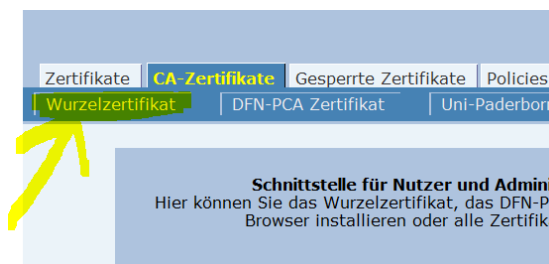 Zertifikate CA-Zertifikate Gesperrte Zertifikate Policies
Wurzelzertifikat DFN-PCA Zertifikat Uni-Paderborn
Schnittstelle für Nutzer und Admini
Hier können Sie das Wurzelzertifikat, das DFN-P
Browser installieren oder alle Zertifik